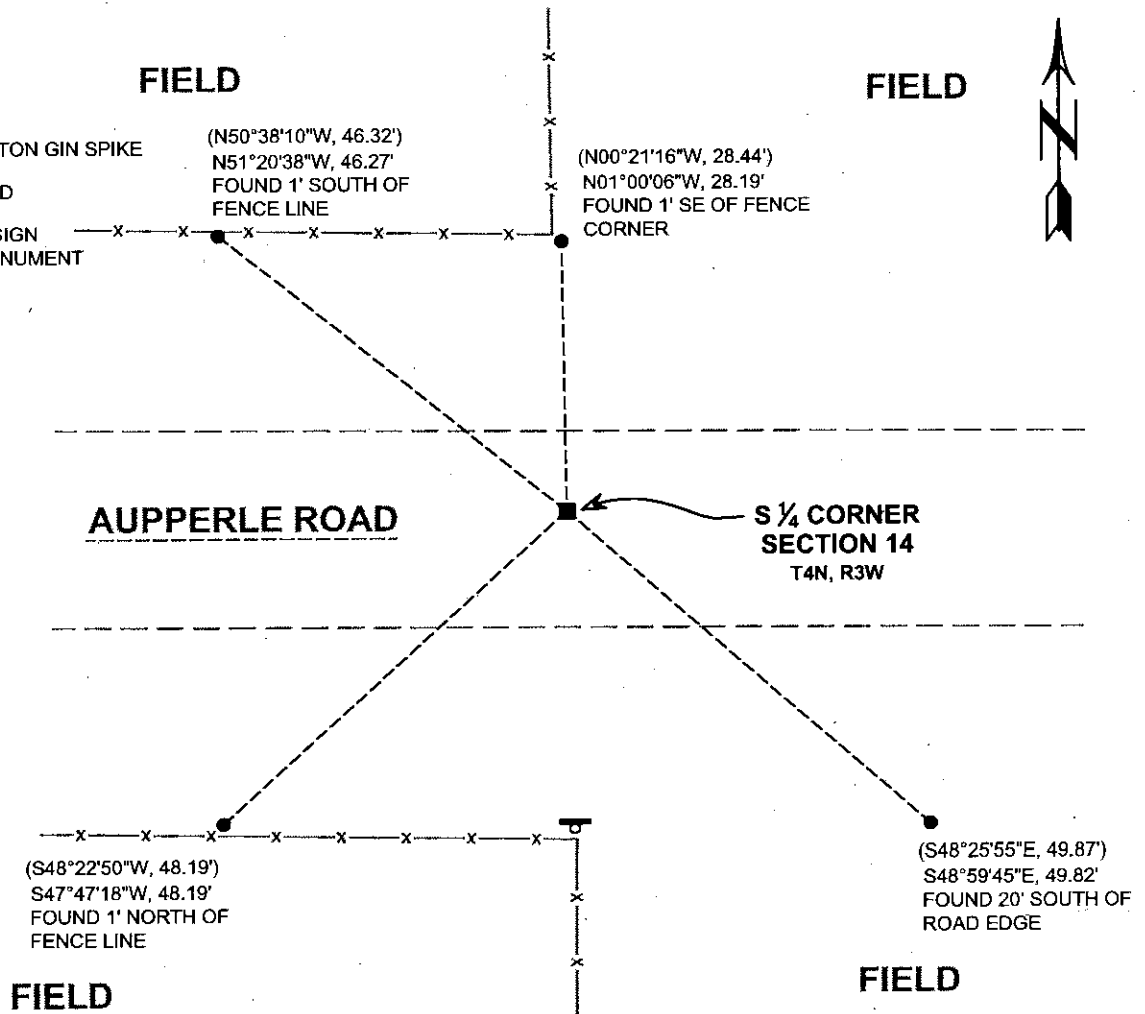 FIELD
FIELD
N
TON GIN SPIKE
D
SIGN
NUMENT
(N50°38'10"W, 46.32')
N51°20'38"W, 46.27'
FOUND 1' SOUTH OF
FENCE LINE
(N00°21'16"W, 28.44')
N01°00'06"W, 28.19'
FOUND 1' SE OF FENCE
CORNER
AUPPERLE ROAD
S ¼ CORNER
SECTION 14
T4N, R3W
(S48°22'50"W, 48.19')
S47°47'18"W, 48.19'
FOUND 1' NORTH OF
FENCE LINE
(S48°25'55"E, 49.87')
S48°59'45"E, 49.82'
FOUND 20' SOUTH OF
ROAD EDGE
FIELD
FIELD